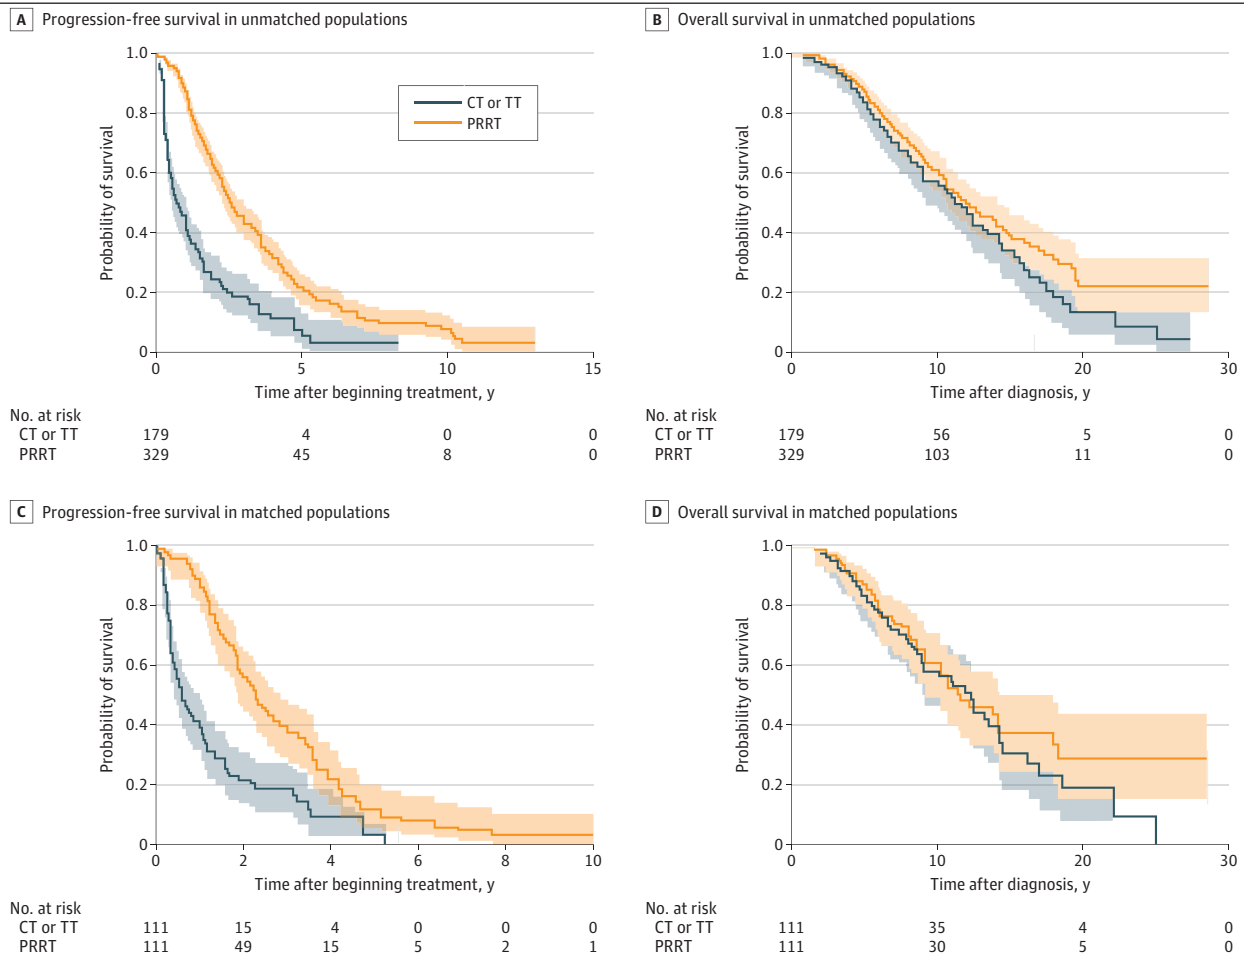 A Progression-free survival in unmatched populations
1.0
0.8
0.6
0.4
0.2
0
Probability of survival
CT or TT
PRRT
0 5 10 15
Time after beginning treatment, y
No. at risk
CT or TT 179 4 0 0
PRRT 329 45 8 0
B Overall survival in unmatched populations
1.0
0.8
0.6
0.4
0.2
0
Probability of survival
0 10 20 30
Time after diagnosis, y
No. at risk
CT or TT 179 56 5 0
PRRT 329 103 11 0
C Progression-free survival in matched populations
1.0
0.8
0.6
0.4
0.2
0
Probability of survival
0 2 4 6 8 10
Time after beginning treatment, y
No. at risk
CT or TT 111 15 4 0 0 0
PRRT 111 49 15 5 2 1
D Overall survival in matched populations
1.0
0.8
0.6
0.4
0.2
0
Probability of survival
0 10 20 30
Time after diagnosis, y
No. at risk
CT or TT 111 35 4 0
PRRT 111 30 5 0